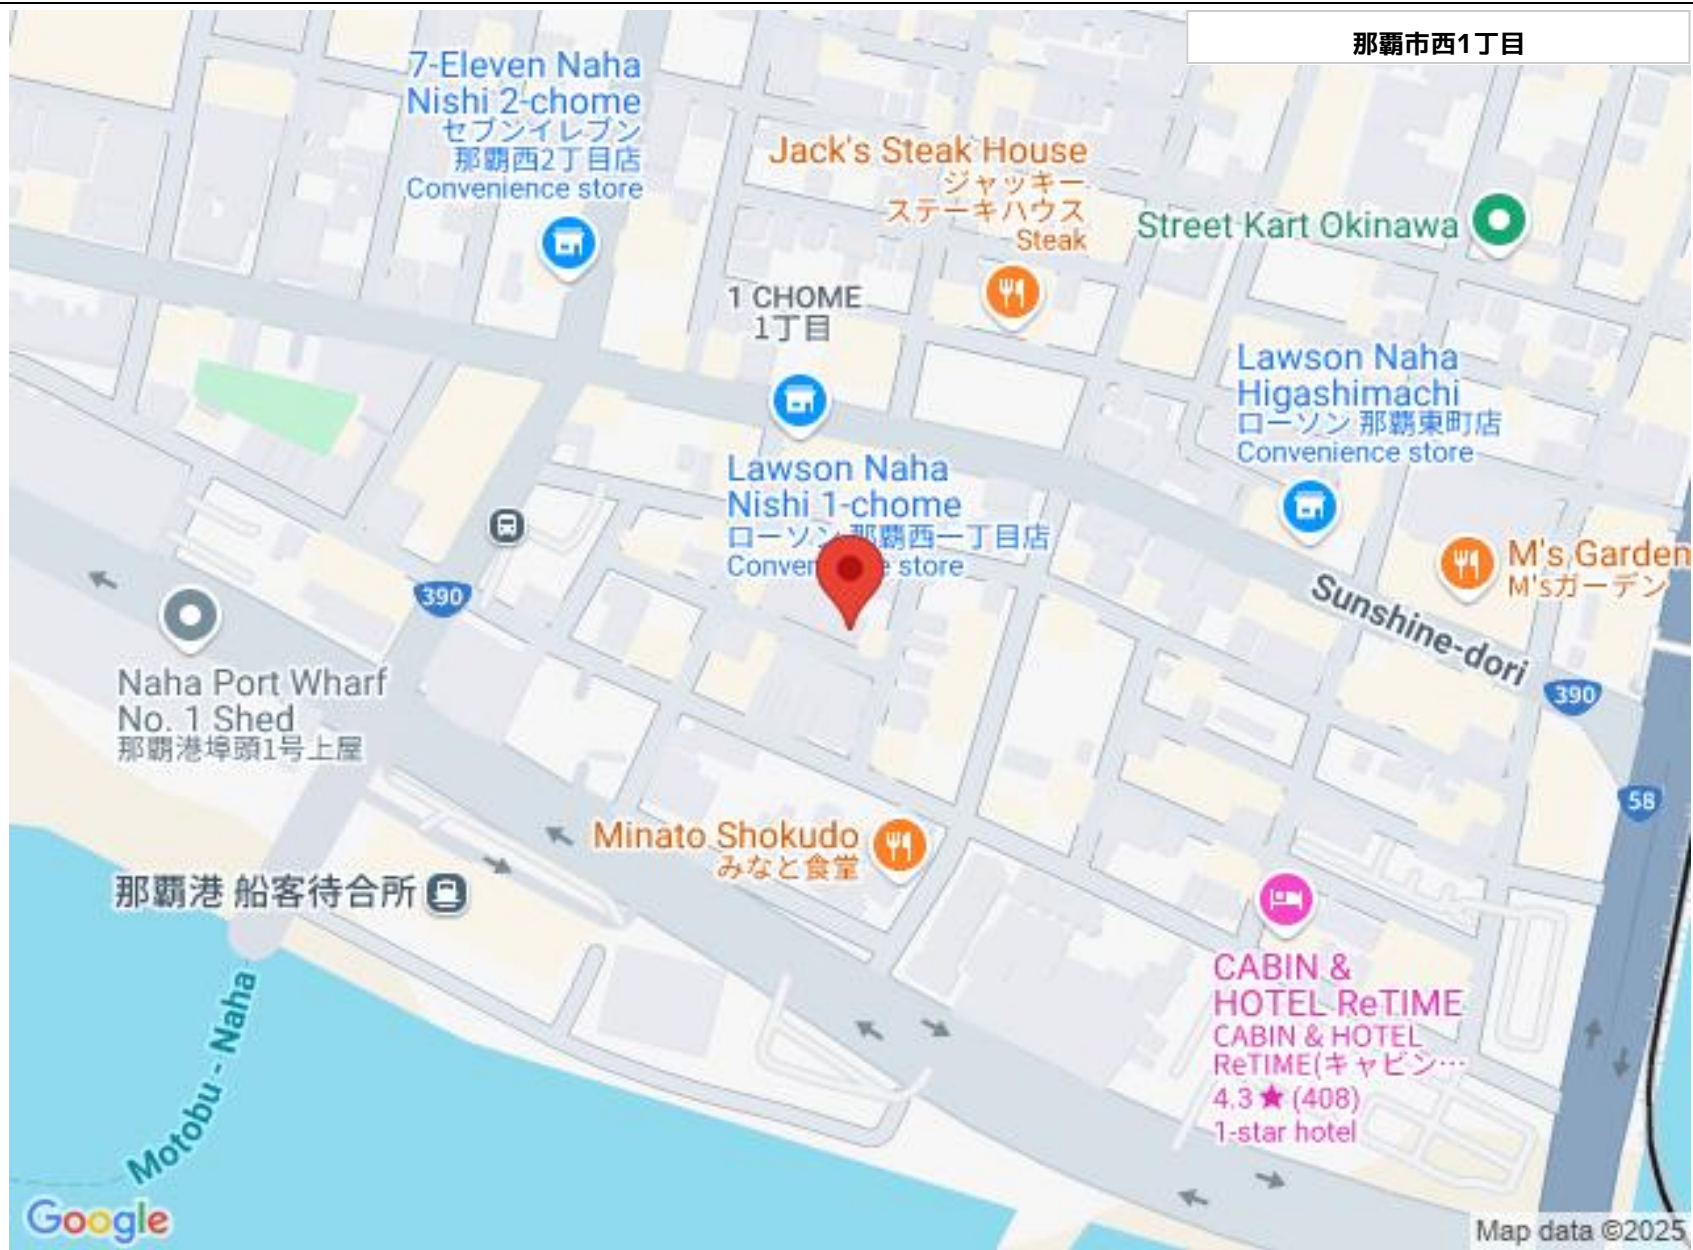 那覇市西1丁目
7-Eleven Naha
Nishi 2-chome
セブンイレブン
那覇西2丁目店
Convenience store
Jack's Steak House
ジャッキー
ステーキハウス
Steak
Street Kart Okinawa
1 CHOME
1丁目
Lawson Naha
Higashimachi
ローソン 那覇東町店
Convenience store
Lawson Naha
Nishi 1-chome
ローソン 那覇西一丁目店
store
M's Garden
M'sガーデン
Sunshine-dori
390
390
58
Naha Port Wharf
No. 1 Shed
那覇港埠頭1号上屋
Minato Shokudo
みなと食堂
那覇港 船客待合所
CABIN &
HOTEL ReTIME
CABIN & HOTEL
ReTIME(キャビン…
4.3 ★ (408)
1-star hotel
Motobu - Naha
Google
Map data ©2025